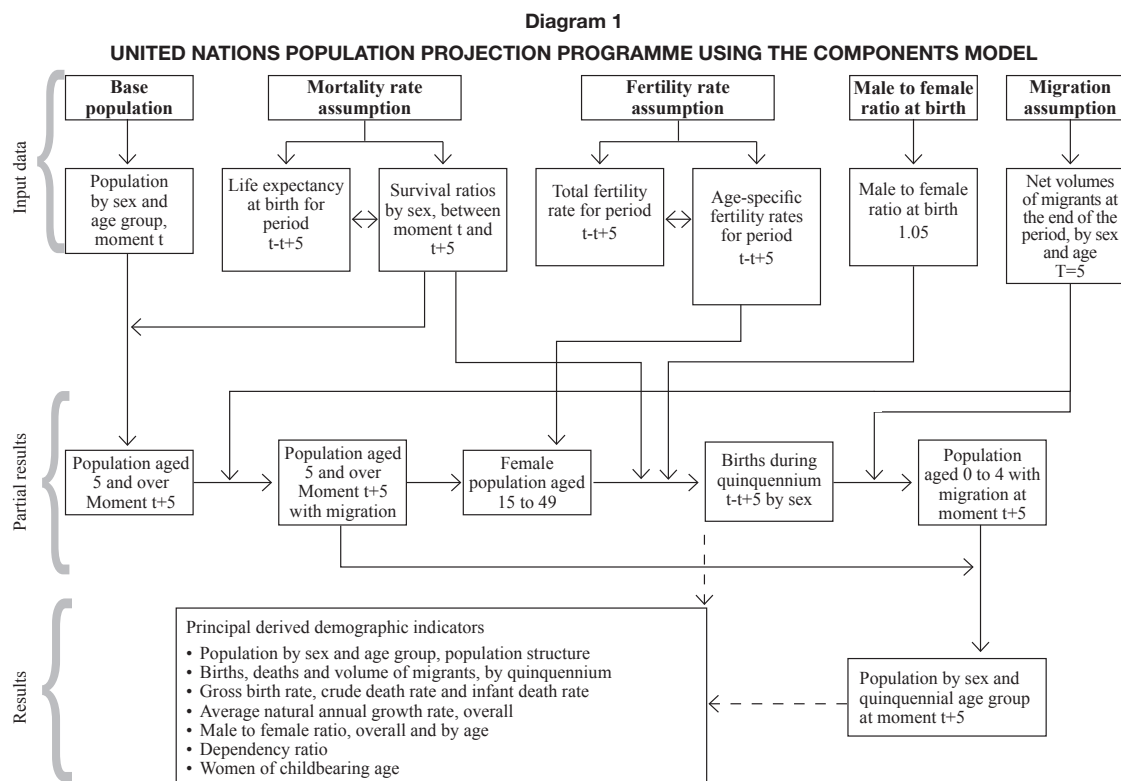 Diagram 1
UNITED NATIONS POPULATION PROJECTION PROGRAMME USING THE COMPONENTS MODEL
Input data
Base
population
Mortality rate
assumption
Fertility rate
assumption
Male to female
ratio at birth
Migration
assumption
Population
by sex and
age group,
moment t
Life expectancy
at birth for
period
t-t+5
Survival ratios
by sex, between
moment t and
t+5
Total fertility
rate for period
t-t+5
Age-specific
fertility rates
for period
t-t+5
Male to female
ratio at birth
1.05
Net volumes
of migrants at
the end of the
period, by sex
and age
T=5
Partial results
Population aged
5 and over
Moment t+5
Population aged
5 and over
Moment t+5
with migration
Female
population aged
15 to 49
Births during
quinquennium
t-t+5 by sex
Population
aged 0 to 4 with
migration at
moment t+5
Results
Principal derived demographic indicators
• Population by sex and age group, population structure
• Births, deaths and volume of migrants, by quinquennium
• Gross birth rate, crude death rate and infant death rate
• Average natural annual growth rate, overall
• Male to female ratio, overall and by age
• Dependency ratio
• Women of childbearing age
Population by sex and
quinquennial age group
at moment t+5